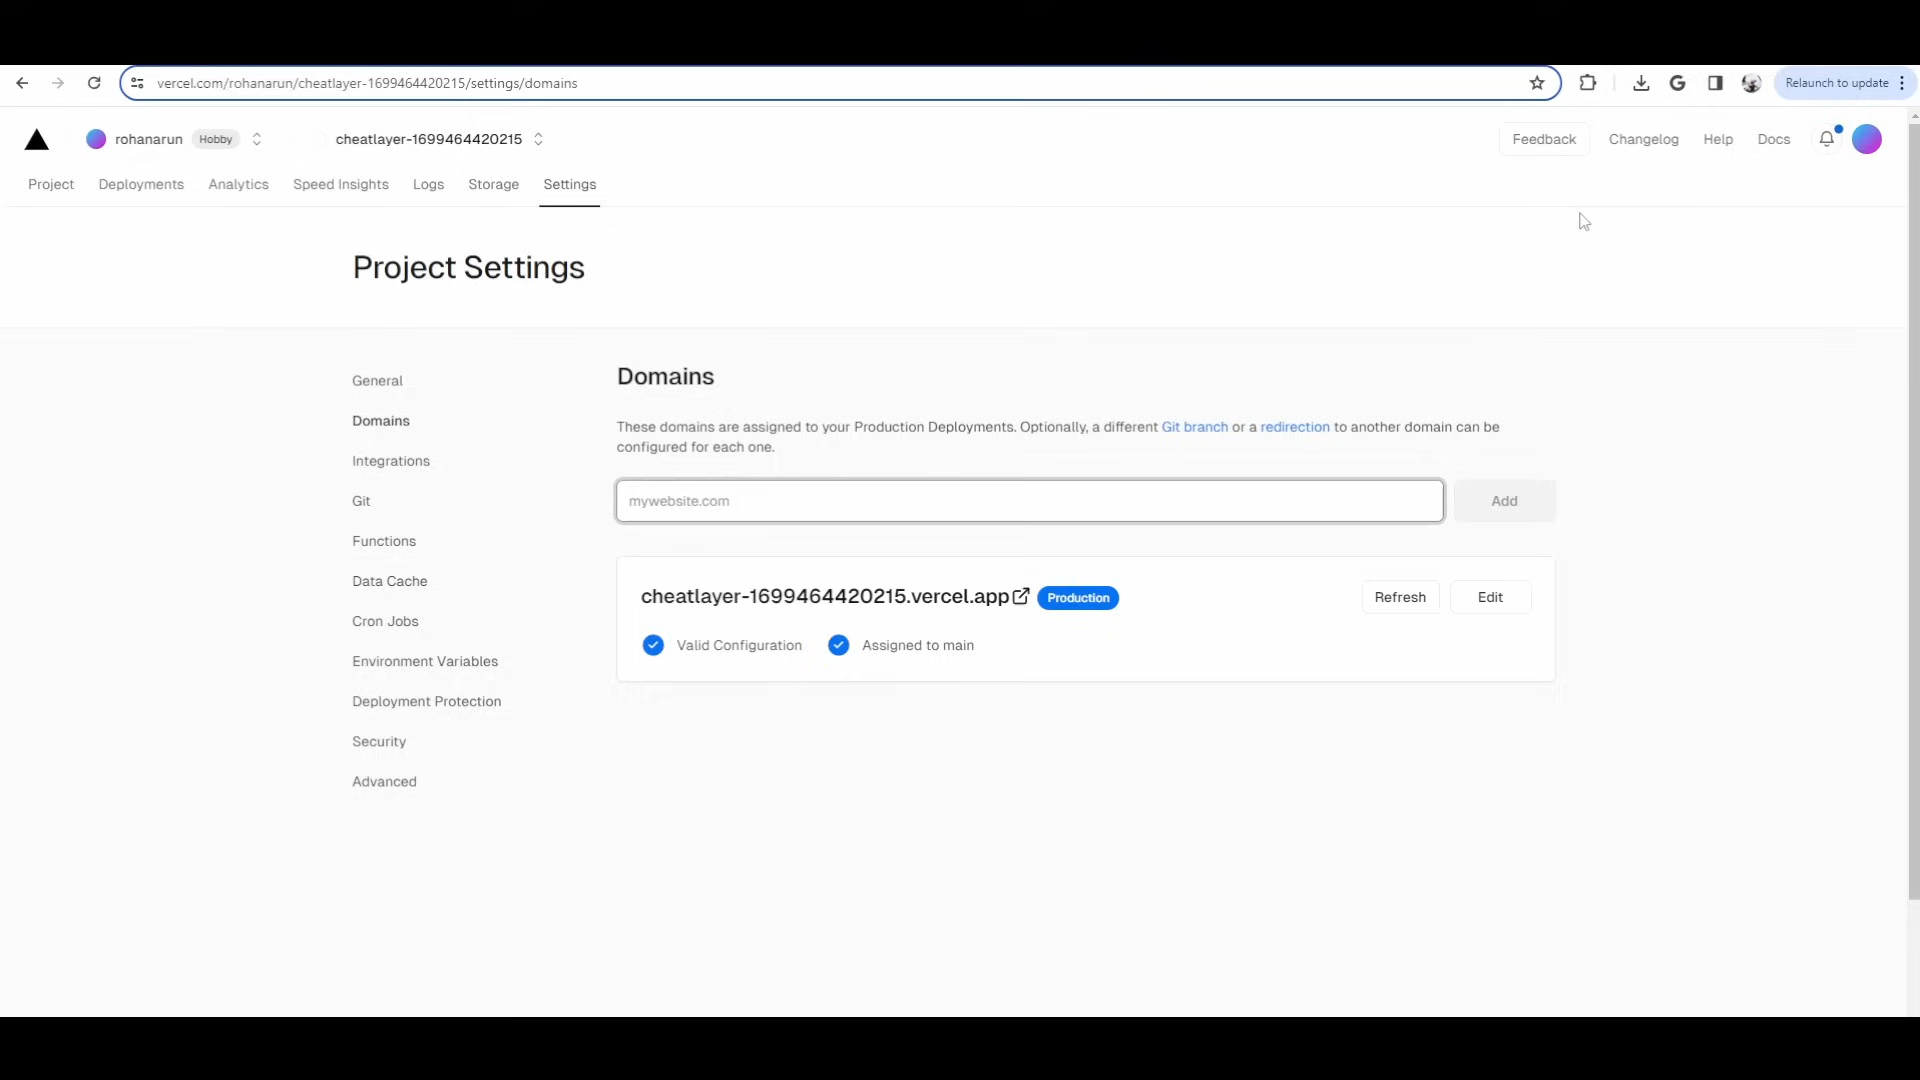 vercel.com/rohanarun/cheatlayer-1699464420215/settings/domains
Relaunch to update
rohanarun Hobby cheatlayer-1699464420215 Feedback Changelog Help Docs
Project Deployments Analytics Speed Insights Logs Storage Settings
Project Settings
General
Domains
Integrations
Git
Functions
Data Cache
Cron Jobs
Environment Variables
Deployment Protection
Security
Advanced
Domains
These domains are assigned to your Production Deployments. Optionally, a different Git branch or a redirection to another domain can be
configured for each one.
mywebsite.com Add
cheatlayer-1699464420215.vercel.app Production Refresh Edit
Valid Configuration Assigned to main